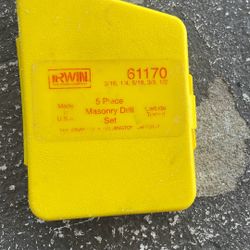 IRWIN
61170
3/16, 1/4, 5/16, 3/8, 1/2
5 Piece
Made in U.S.A.
Masonry Drill
Carbide Tipped
Set